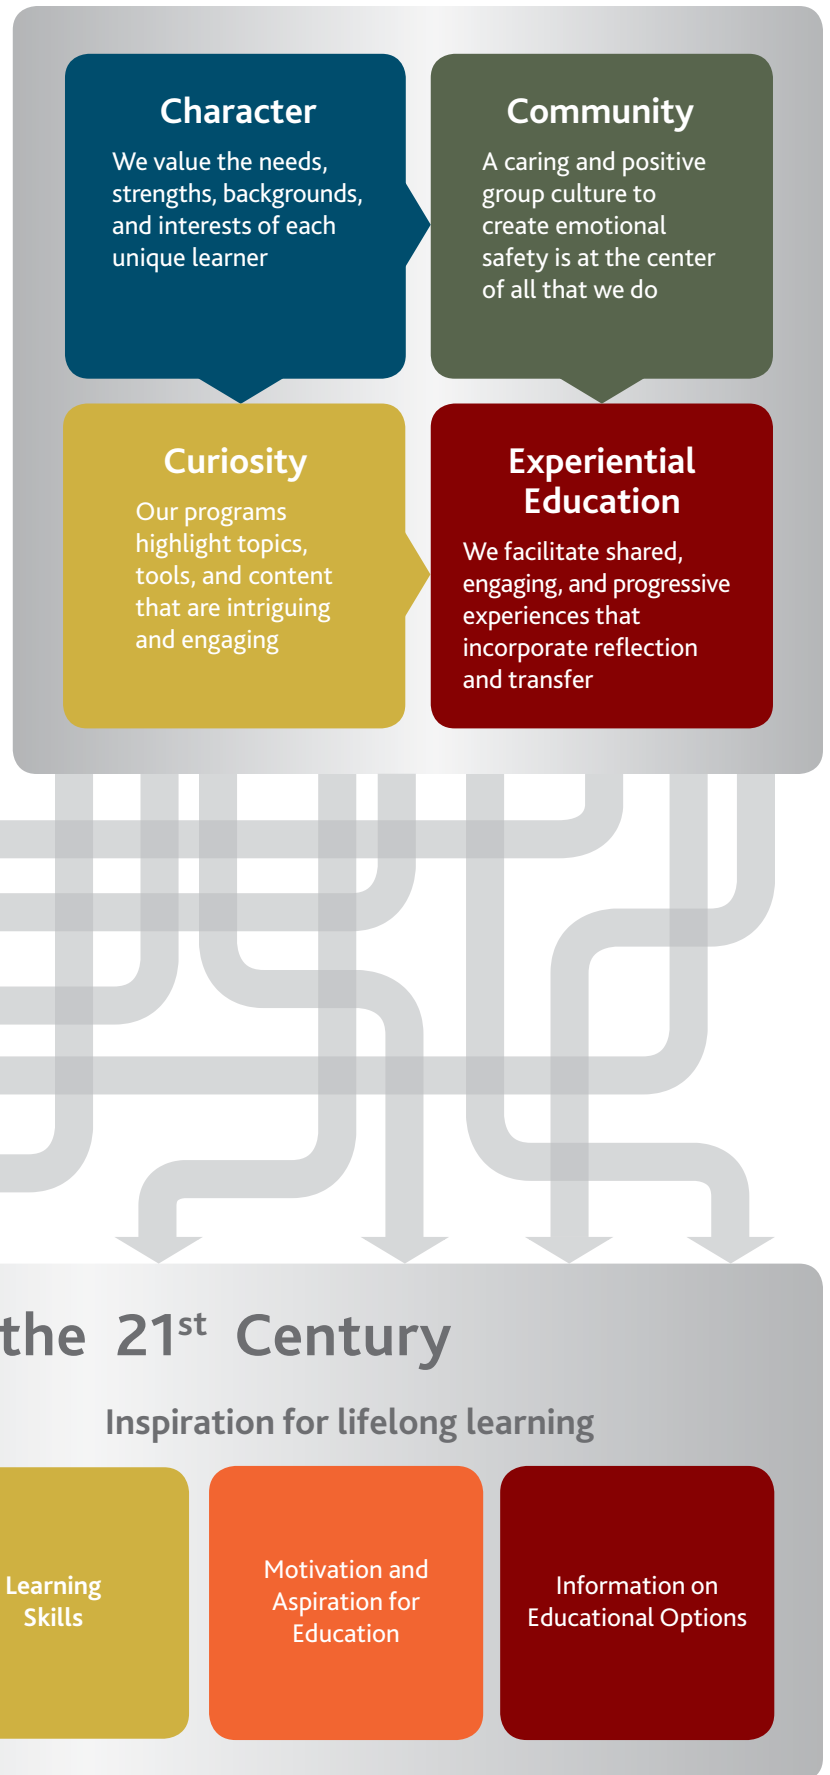 Character
We value the needs,
strengths, backgrounds,
and interests of each
unique learner
Community
A caring and positive
group culture to
create emotional
safety is at the center
of all that we do
Curiosity
Our programs
highlight topics,
tools, and content
that are intriguing
and engaging
Experiential
Education
We facilitate shared,
engaging, and progressive
experiences that
incorporate reflection
and transfer
the 21st Century
Inspiration for lifelong learning
Learning
Skills
Motivation and
Aspiration for
Education
Information on
Educational Options